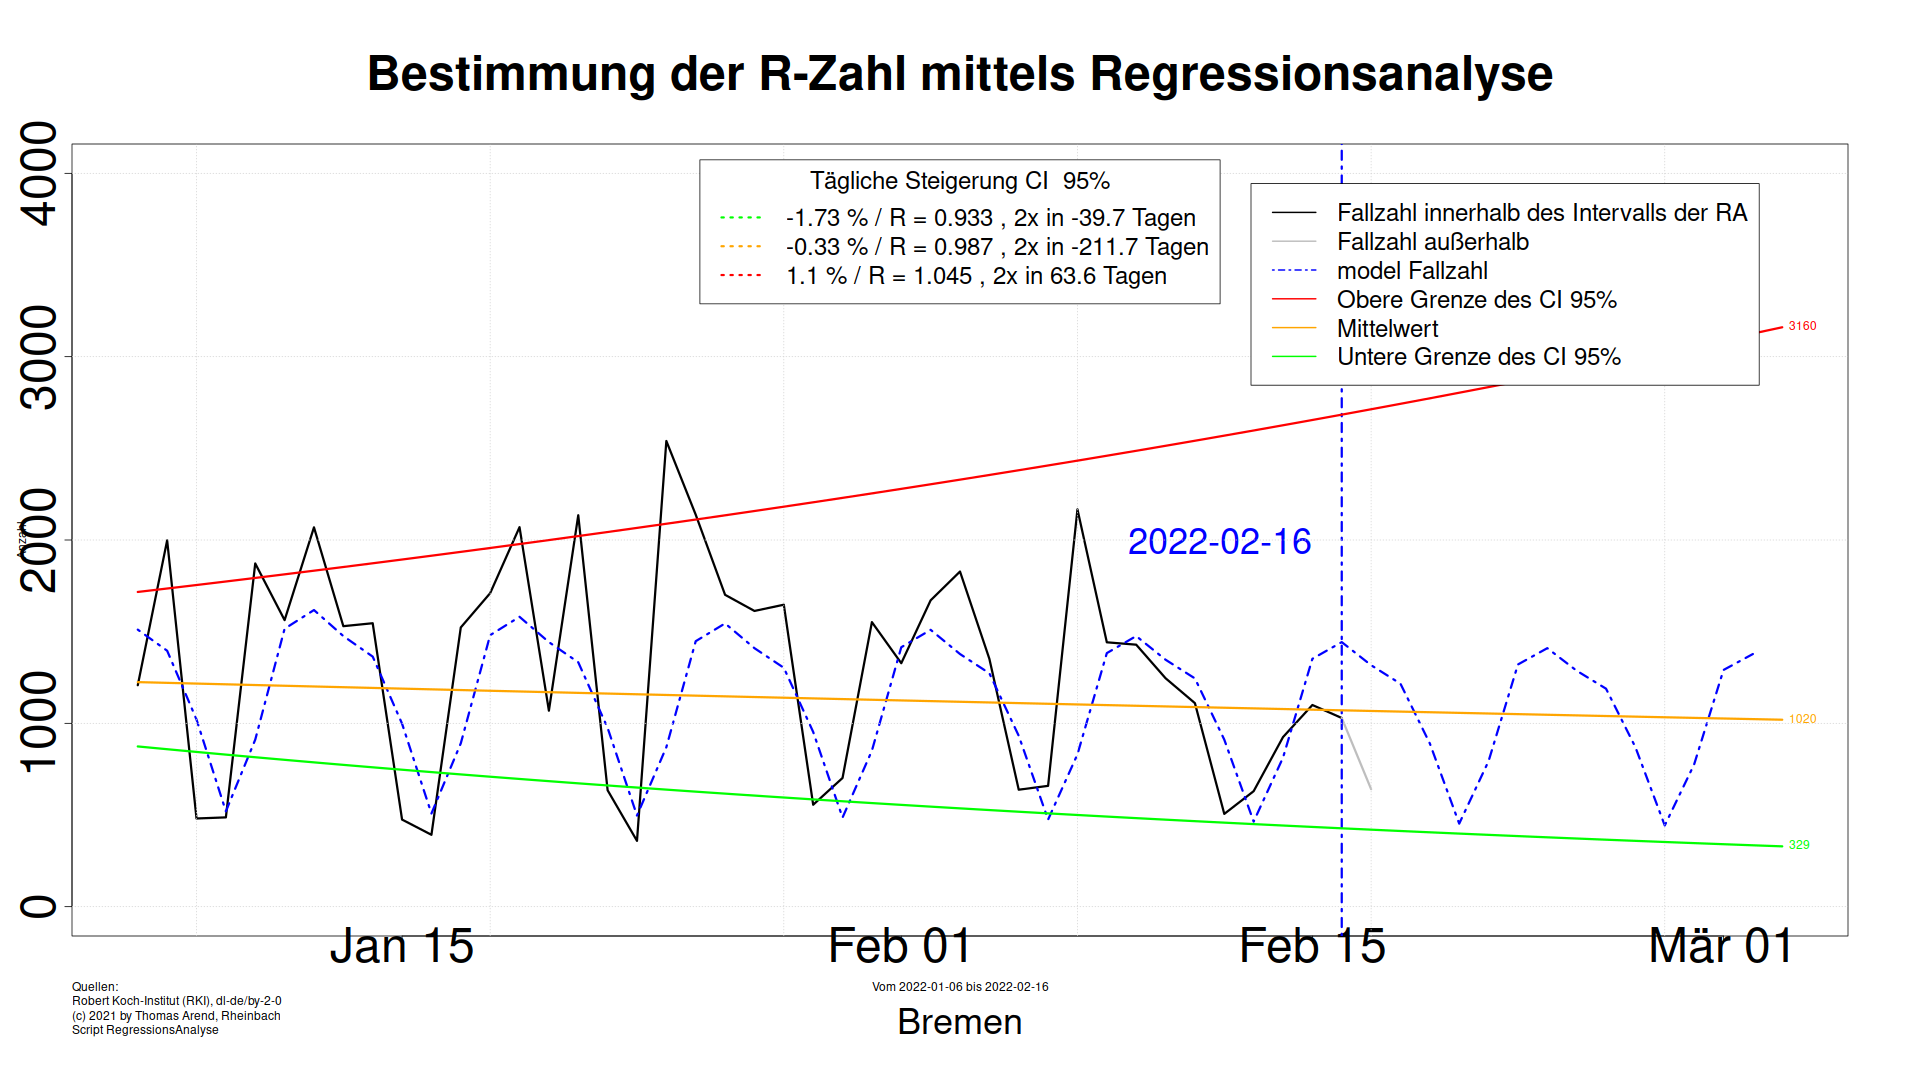 Bestimmung der R-Zahl mittels Regressionsanalyse
4000
3000
2000
1000
0
Anzahl
Tägliche Steigerung CI  95%
-1.73 % / R = 0.933 , 2x in -39.7 Tagen
-0.33 % / R = 0.987 , 2x in -211.7 Tagen
1.1 % / R = 1.045 , 2x in 63.6 Tagen
Fallzahl innerhalb des Intervalls der RA
Fallzahl außerhalb
model Fallzahl
Obere Grenze des CI 95%
Mittelwert
Untere Grenze des CI 95%
3160
2022-02-16
1020
329
Jan 15
Feb 01
Feb 15
Mär 01
Quellen:
Robert Koch-Institut (RKI), dl-de/by-2-0
(c) 2021 by Thomas Arend, Rheinbach
Script RegressionsAnalyse
Vom 2022-01-06 bis 2022-02-16
Bremen